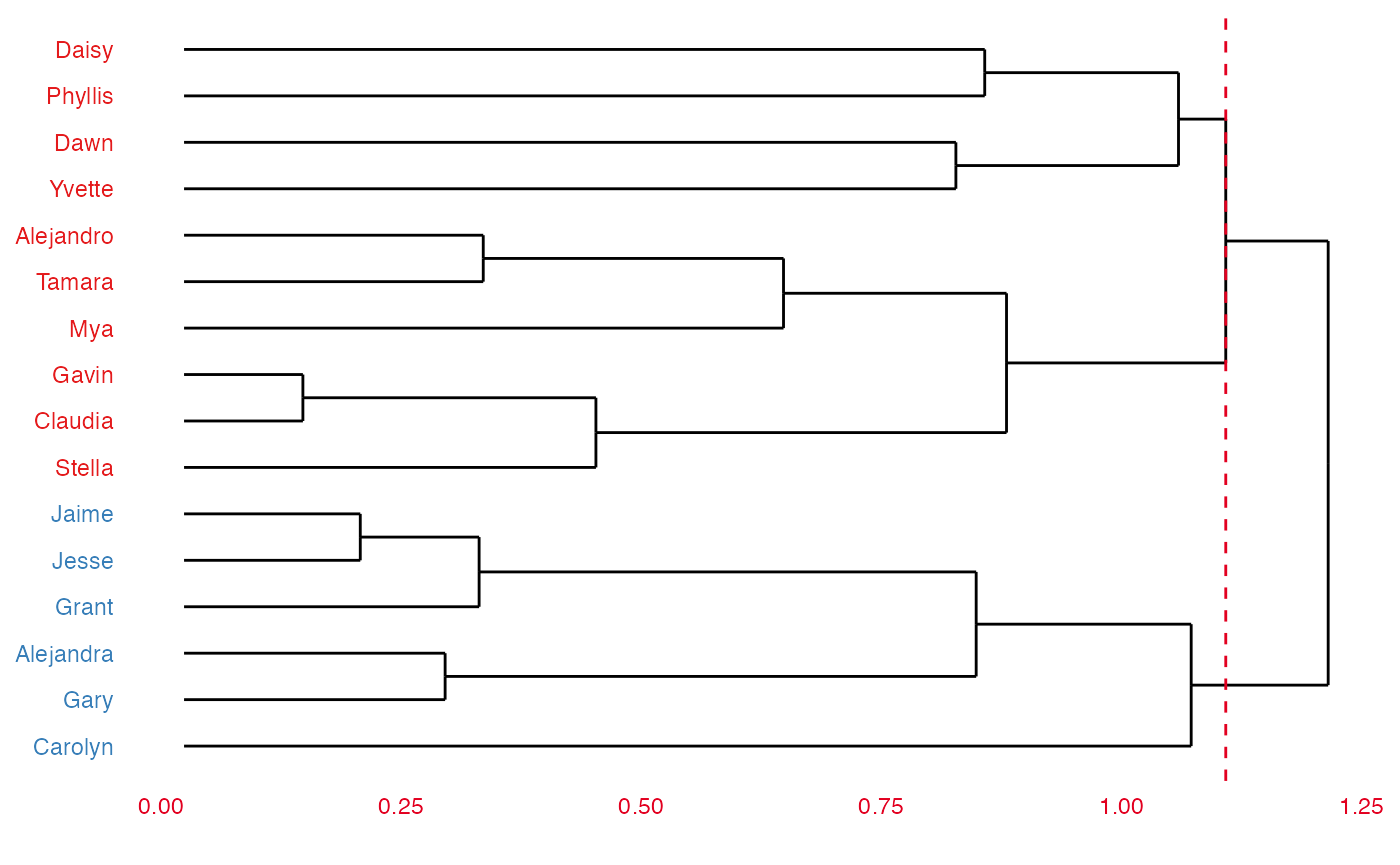 Daisy
Phyllis
Dawn
Yvette
Alejandro
Tamara
Mya
Gavin
Claudia
Stella
Jaime
Jesse
Grant
Alejandra
Gary
Carolyn
0.00 0.25 0.50 0.75 1.00 1.25